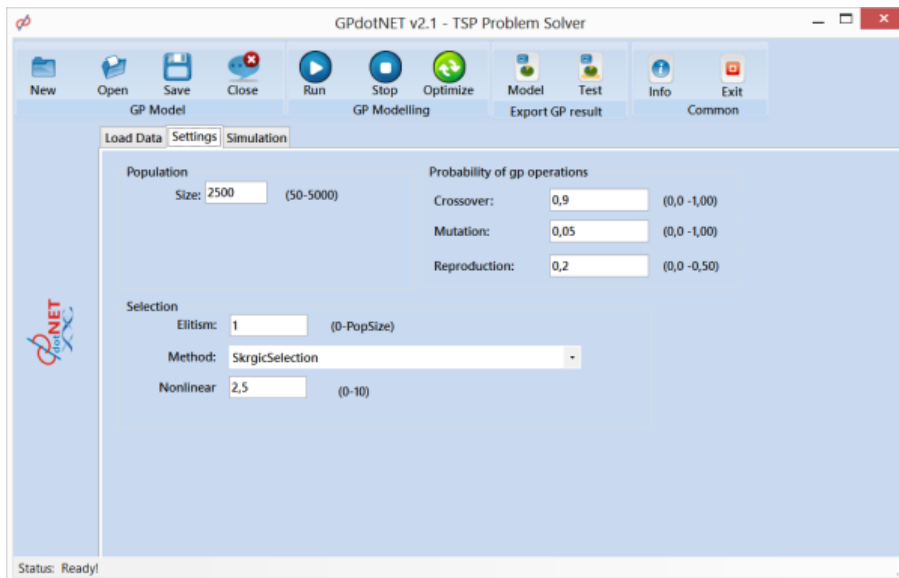 GPdotNET v2.1 - TSP Problem Solver
New Open Save Close Run Stop Optimize Model Test Info Exit
GP Model GP Modelling Export GP result Common
Load Data Settings Simulation
Population Probability of gp operations
Size: 2500 (50-5000) Crossover: 0,9 (0,0 -1,00)
Mutation: 0,05 (0,0 -1,00)
Reproduction: 0,2 (0,0 -0,50)
Selection
Elitism: 1 (0-PopSize)
Method: SkrgicSelection
Nonlinear 2,5 (0-10)
GPdotNET
Status: Ready!